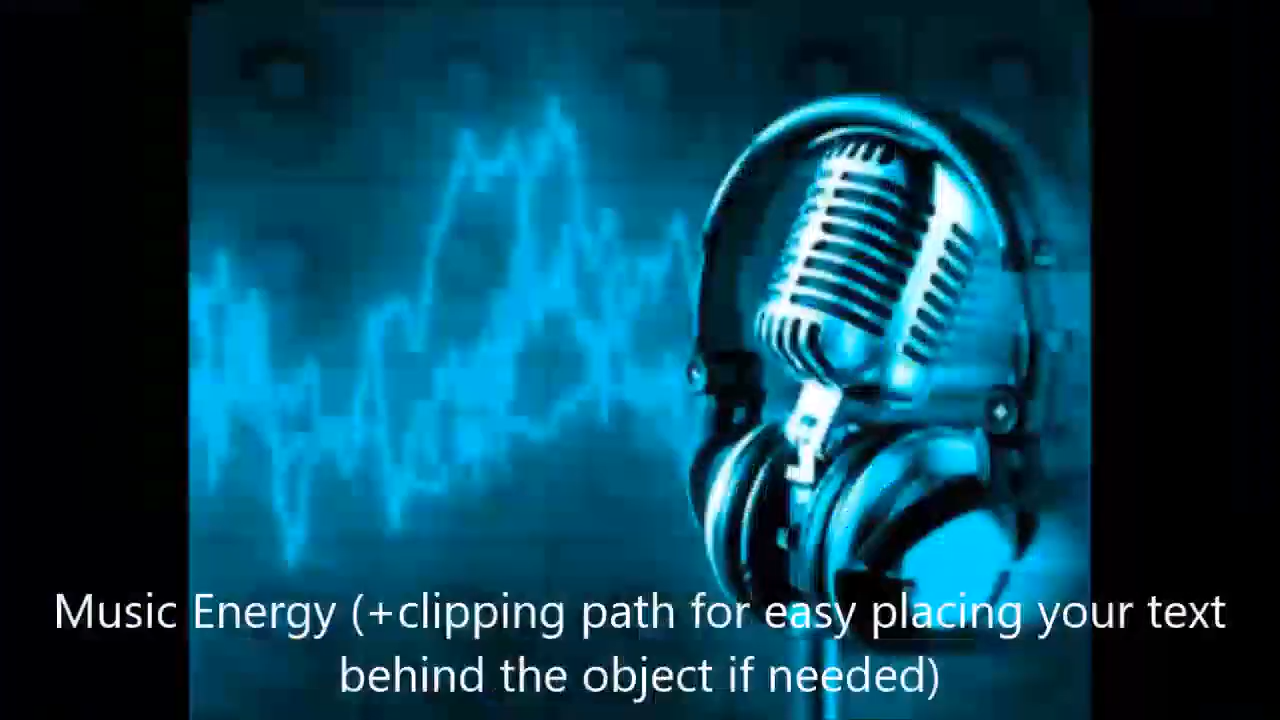 Music Energy (+clipping path for easy placing your text
behind the object if needed)